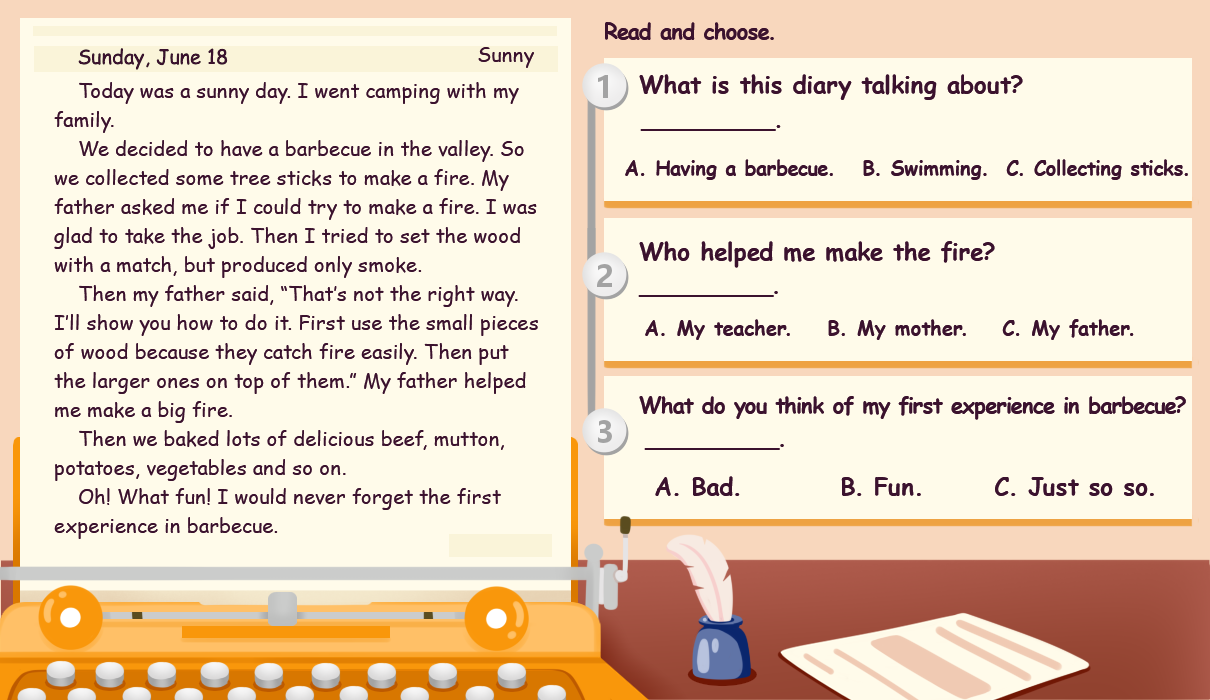 Sunday, June 18 Sunny
Today was a sunny day. I went camping with my
family.
We decided to have a barbecue in the valley. So
we collected some tree sticks to make a fire. My
father asked me if I could try to make a fire. I was
glad to take the job. Then I tried to set the wood
with a match, but produced only smoke.
Then my father said, “That’s not the right way.
I’ll show you how to do it. First use the small pieces
of wood because they catch fire easily. Then put
the larger ones on top of them.” My father helped
me make a big fire.
Then we baked lots of delicious beef, mutton,
potatoes, vegetables and so on.
Oh! What fun! I would never forget the first
experience in barbecue.
Read and choose.
1 What is this diary talking about?
__________.
A. Having a barbecue. B. Swimming. C. Collecting sticks.
2 Who helped me make the fire?
__________.
A. My teacher. B. My mother. C. My father.
3 What do you think of my first experience in barbecue?
__________.
A. Bad. B. Fun. C. Just so so.